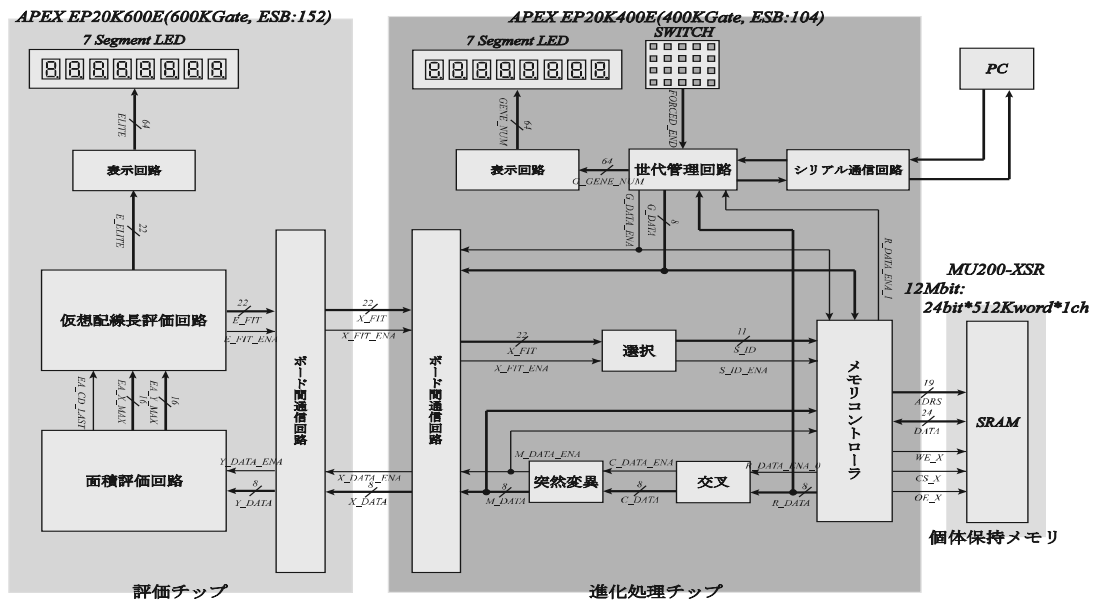 APEX EP20K600E(600KGate, ESB:152)
7 Segment LED
ELITE
64
表示回路
E_ELITE
22
仮想配線長評価回路
22
E_FIT
E_FIT_ENA
EA_CD_LAST
EA_X_MAX
16
EA_Y_MAX
16
面積評価回路
Y_DATA_ENA
8
Y_DATA
ボード間通信回路
評価チップ
22
X_FIT
X_FIT_ENA
X_DATA_ENA
8
X_DATA
APEX EP20K400E(400KGate, ESB:104)
7 Segment LED
SWITCH
GENE_NUM
64
FORCED_END
表示回路
64
G_GENE_NUM
世代管理回路
シリアル通信回路
PC
G_DATA_ENA
G_DATA
8
R_DATA_ENA_1
ボード間通信回路
22
X_FIT
X_FIT_ENA
選択
11
S_ID
S_ID_ENA
メモリコントローラ
M_DATA_ENA
8
M_DATA
突然変異
C_DATA_ENA
8
C_DATA
交叉
R_DATA_ENA_0
8
R_DATA
進化処理チップ
MU200-XSR
12Mbit:
24bit*512Kword*1ch
19
ADRS
24
DATA
WE_X
CS_X
OE_X
SRAM
個体保持メモリ